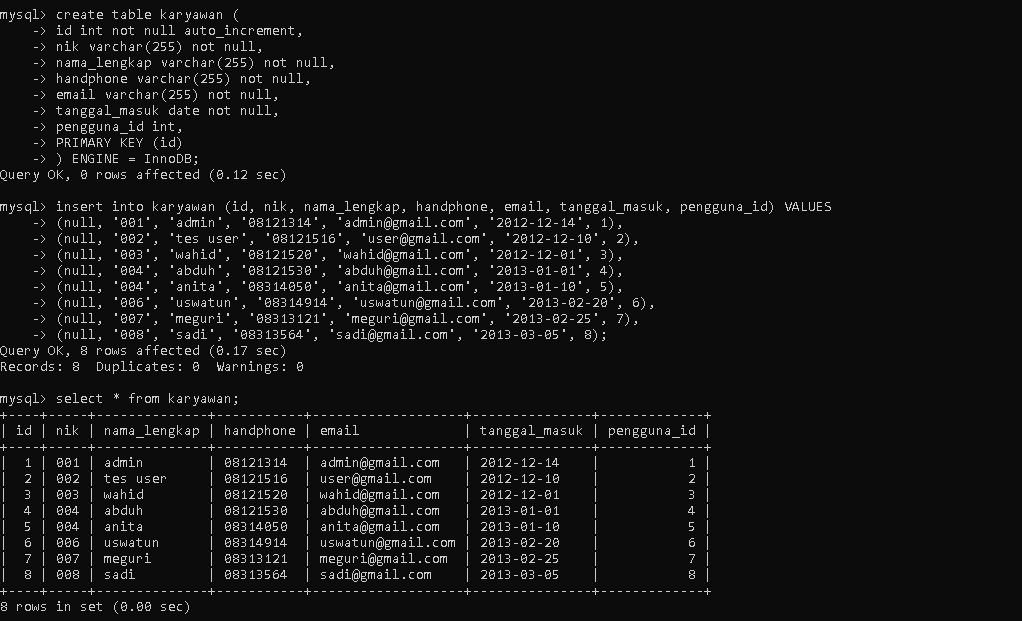 mysql> create table karyawan (
    -> id int not null auto_increment,
    -> nik varchar(255) not null,
    -> nama_lengkap varchar(255) not null,
    -> handphone varchar(255) not null,
    -> email varchar(255) not null,
    -> tanggal_masuk date not null,
    -> pengguna_id int,
    -> PRIMARY KEY (id)
    -> ) ENGINE = InnoDB;
Query OK, 0 rows affected (0.12 sec)

mysql> insert into karyawan (id, nik, nama_lengkap, handphone, email, tanggal_masuk, pengguna_id) VALUES
    -> (null, '001', 'admin', '08121314', 'admin@gmail.com', '2012-12-14', 1),
    -> (null, '002', 'tes user', '08121516', 'user@gmail.com', '2012-12-10', 2),
    -> (null, '003', 'wahid', '08121520', 'wahid@gmail.com', '2012-12-01', 3),
    -> (null, '004', 'abduh', '08121530', 'abduh@gmail.com', '2013-01-01', 4),
    -> (null, '004', 'anita', '08314050', 'anita@gmail.com', '2013-01-10', 5),
    -> (null, '006', 'uswatun', '08314914', 'uswatun@gmail.com', '2013-02-20', 6),
    -> (null, '007', 'meguri', '08313121', 'meguri@gmail.com', '2013-02-25', 7),
    -> (null, '008', 'sadi', '08313564', 'sadi@gmail.com', '2013-03-05', 8);
Query OK, 8 rows affected (0.17 sec)
Records: 8  Duplicates: 0  Warnings: 0

mysql> select * from karyawan;
+----+-----+--------------+-----------+-------------------+---------------+-------------+
| id | nik | nama_lengkap | handphone | email             | tanggal_masuk | pengguna_id |
+----+-----+--------------+-----------+-------------------+---------------+-------------+
|  1 | 001 | admin        | 08121314  | admin@gmail.com   | 2012-12-14    |           1 |
|  2 | 002 | tes user     | 08121516  | user@gmail.com    | 2012-12-10    |           2 |
|  3 | 003 | wahid        | 08121520  | wahid@gmail.com   | 2012-12-01    |           3 |
|  4 | 004 | abduh        | 08121530  | abduh@gmail.com   | 2013-01-01    |           4 |
|  5 | 004 | anita        | 08314050  | anita@gmail.com   | 2013-01-10    |           5 |
|  6 | 006 | uswatun      | 08314914  | uswatun@gmail.com | 2013-02-20    |           6 |
|  7 | 007 | meguri       | 08313121  | meguri@gmail.com  | 2013-02-25    |           7 |
|  8 | 008 | sadi         | 08313564  | sadi@gmail.com    | 2013-03-05    |           8 |
+----+-----+--------------+-----------+-------------------+---------------+-------------+
8 rows in set (0.00 sec)